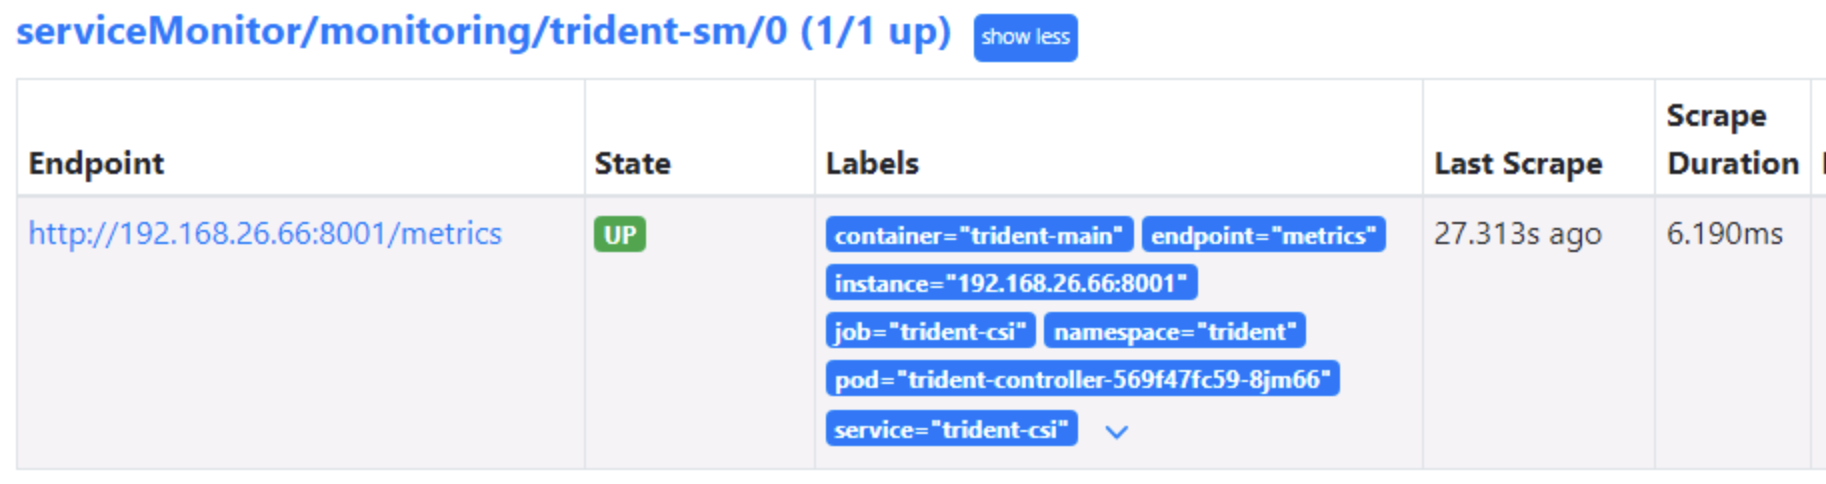 serviceMonitor/monitoring/trident-sm/0 (1/1 up) show less
Endpoint State Labels Last Scrape Scrape Duration
http://192.168.26.66:8001/metrics UP container="trident-main" endpoint="metrics" 27.313s ago 6.190ms
instance="192.168.26.66:8001"
job="trident-csi" namespace="trident"
pod="trident-controller-569f47fc59-8jm66"
service="trident-csi"